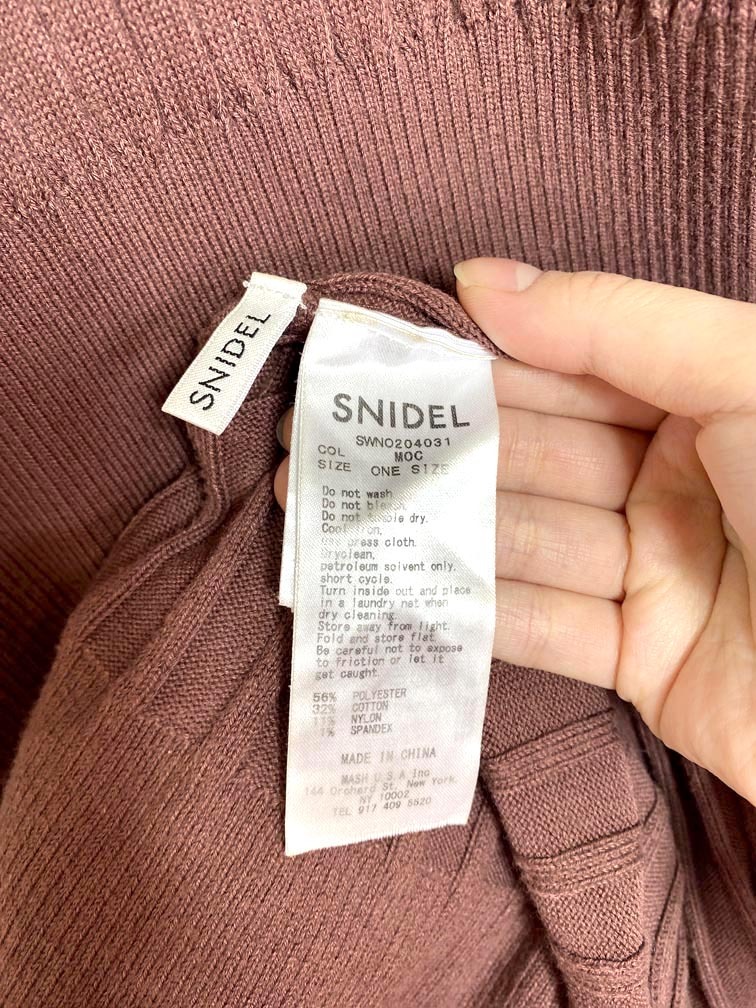 SNIDEL
SNIDEL
SWNO204031
COL MOC
SIZE ONE SIZE
Do not wash
Do not bleach.
Do not tumble dry.
Cool iron,
use press cloth.
Dryclean,
petroleum solvent only,
short cycle.
Turn inside out and place
in a laundry net when
dry cleaning.
Store away from light.
Fold and store flat.
Be careful not to expose
to friction or let it
get caught.
56% POLYESTER
32% COTTON
11% NYLON
1% SPANDEX
MADE IN CHINA
MASH U.S.A Inc
144 Orchard St. New York,
NY 10002
TEL 917 409 5520